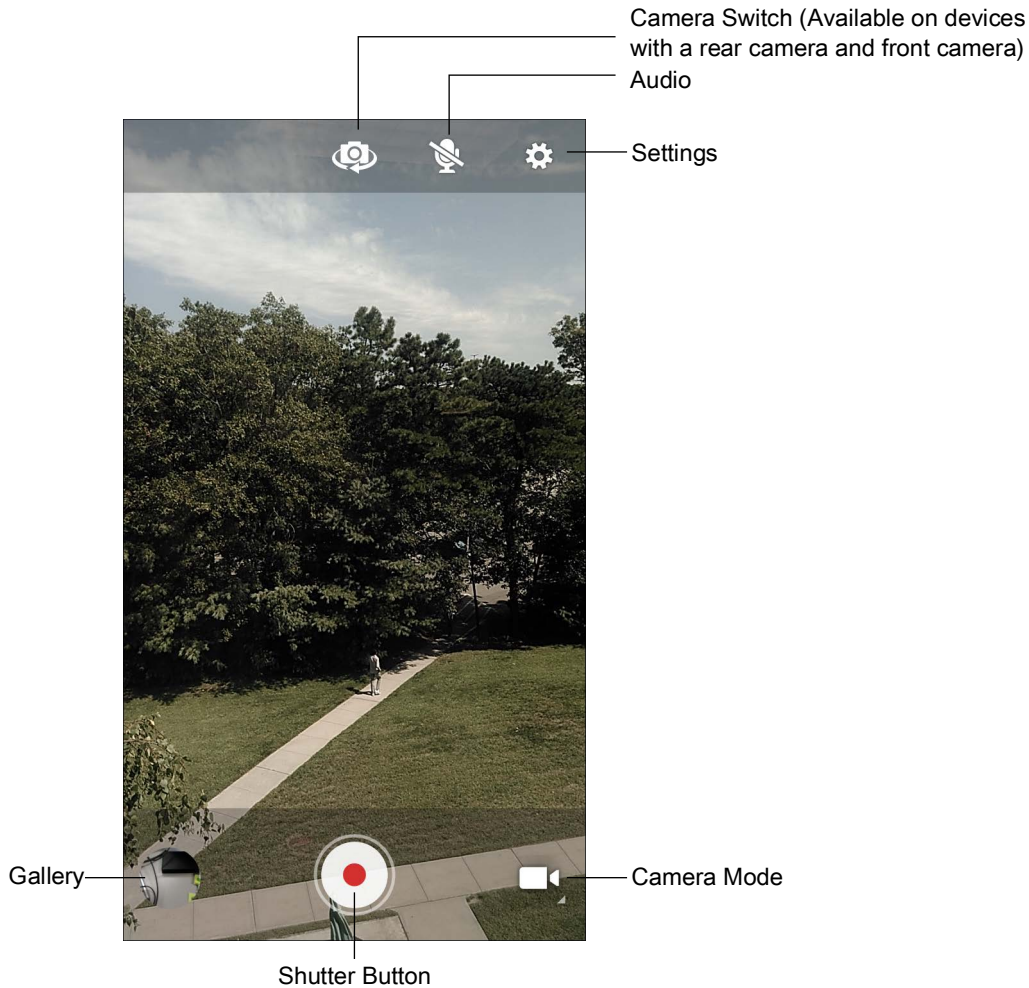 Camera Switch (Available on devices
with a rear camera and front camera)
Audio
Settings
Gallery
Camera Mode
Shutter Button